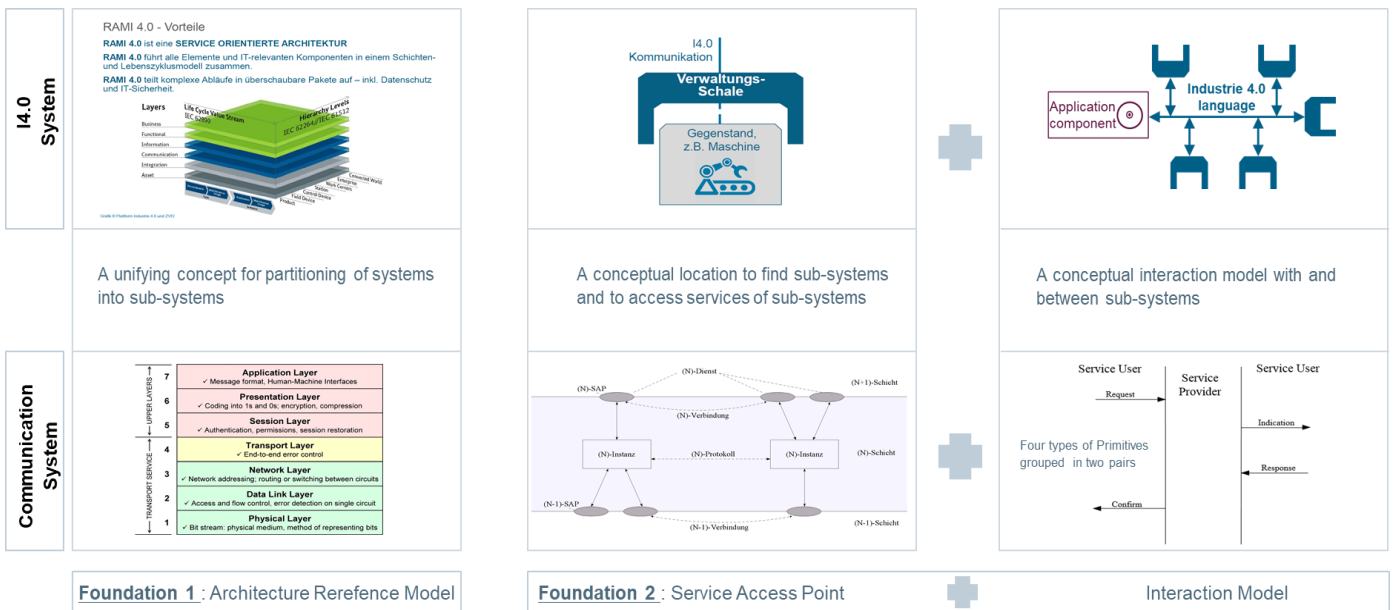 I4.0
System
RAMI 4.0 - Vorteile
RAMI 4.0 ist eine SERVICE ORIENTIERTE ARCHITEKTUR
RAMI 4.0 führt alle Elemente und IT-relevanten Komponenten in einem Schichten-
und Lebenszyklusmodell zusammen.
RAMI 4.0 teilt komplexe Abläufe in überschaubare Pakete auf – inkl. Datenschutz
und IT-Sicherheit.
Layers
Business
Functional
Information
Communication
Integration
Asset
Life Cycle Value Stream
IEC 62890
Hierarchy Levels
IEC 62264//IEC 61512
Connected World
Enterprise
Work Centers
Station
Control Device
Field Device
Product
Grafik © Plattform Industrie 4.0 und ZVEI
I4.0
Kommunikation
Verwaltungs-
Schale
Gegenstand,
z.B. Maschine
Application
component
Industrie 4.0
language
A unifying concept for partitioning of systems
into sub-systems
A conceptual location to find sub-systems
and to access services of sub-systems
A conceptual interaction model with and
between sub-systems
Communication
System
UPPER LAYERS
TRANSPORT SERVICE
7
Application Layer
✓ Message format, Human-Machine Interfaces
6
Presentation Layer
✓ Coding into 1s and 0s; encryption, compression
5
Session Layer
✓ Authentication, permissions, session restoration
4
Transport Layer
✓ End-to-end error control
3
Network Layer
✓ Network addressing; routing or switching between circuits
2
Data Link Layer
✓ Access and flow control, error detection on single circuit
1
Physical Layer
✓ Bit stream: physical medium, method of representing bits
(N)-Dienst
(N)-SAP
(N+1)-Schicht
(N)-Verbindung
(N)-Instanz
(N)-Protokoll
(N)-Instanz
(N)-Schicht
(N-1)-SAP
(N-1)-Verbindung
(N-1)-Schicht
Service User
Service
Provider
Service User
Request
Indication
Four types of Primitives
grouped in two pairs
Response
Confirm
Foundation 1 : Architecture Rerefence Model
Foundation 2 : Service Access Point
Interaction Model